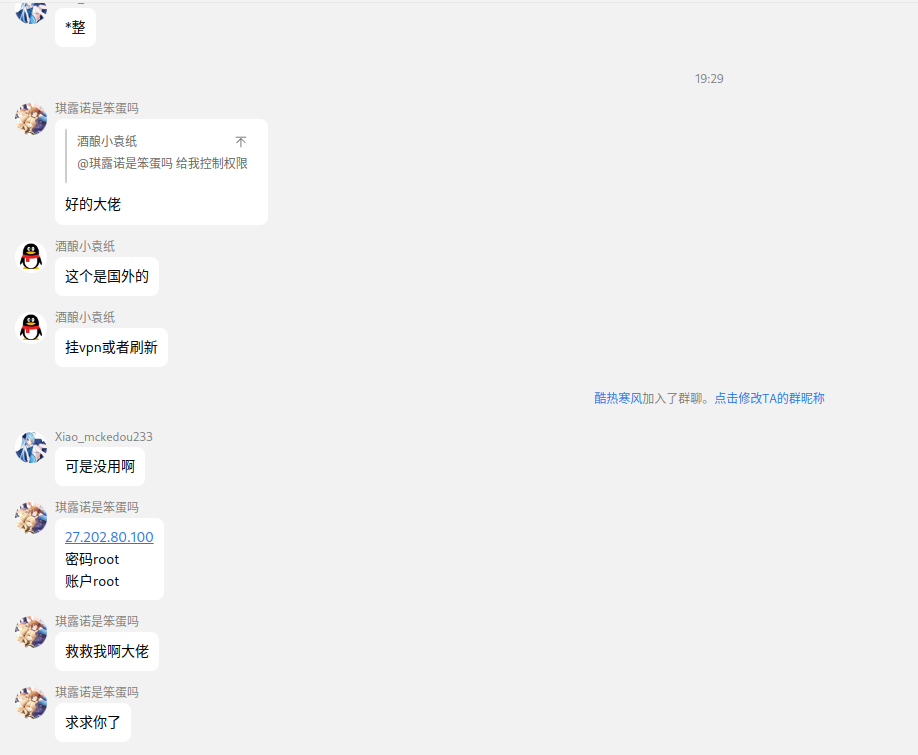 *整
19:29
琪露诺是笨蛋吗
酒酿小袁纸
@琪露诺是笨蛋吗 给我控制权限
好的大佬
酒酿小袁纸
这个是国外的
酒酿小袁纸
挂vpn或者刷新
酷热寒风加入了群聊。点击修改TA的群昵称
Xiao_mckedou233
可是没用啊
琪露诺是笨蛋吗
27.202.80.100
密码root
账户root
琪露诺是笨蛋吗
救救我啊大佬
琪露诺是笨蛋吗
求求你了